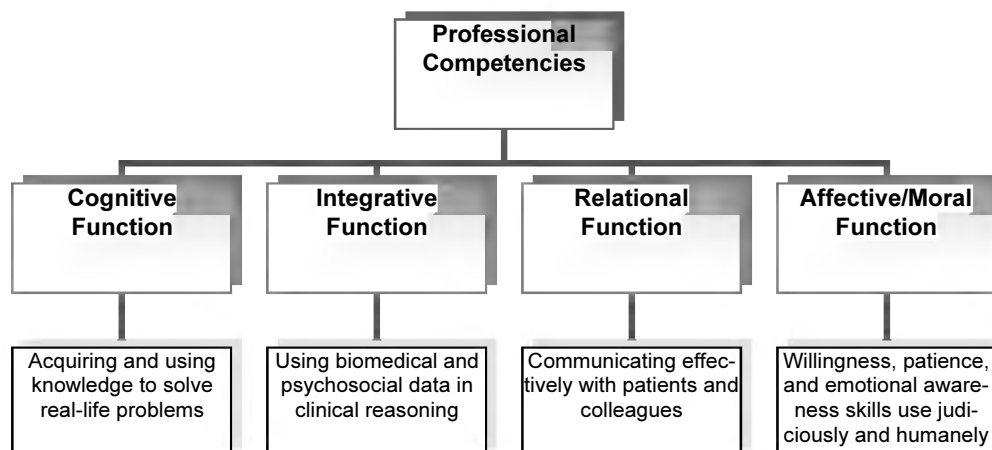 Professional
Competencies
Cognitive
Function
Integrative
Function
Relational
Function
Affective/Moral
Function
Acquiring and using
knowledge to solve
real-life problems
Using biomedical and
psychosocial data in
clinical reasoning
Communicating effec-
tively with patients and
colleagues
Willingness, patience,
and emotional aware-
ness skills use judi-
ciously and humanely